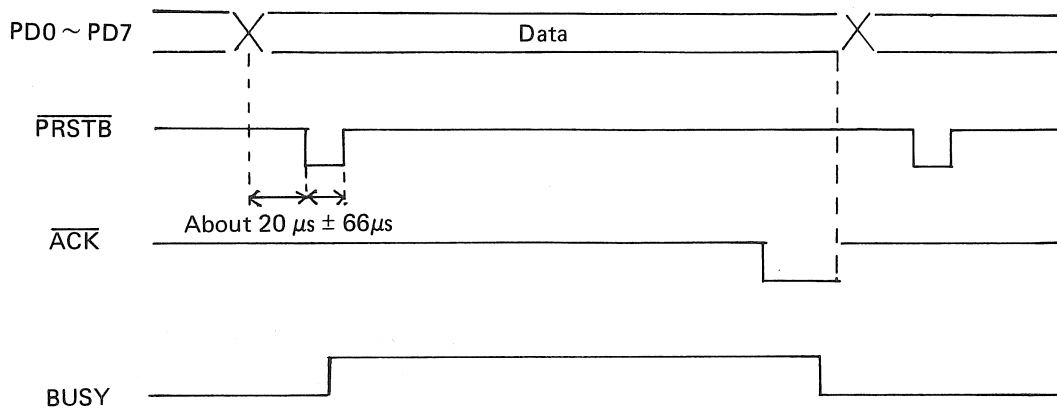 PD0 ~ PD7
Data
PRSTB
About 20 μs ± 66μs
ACK
BUSY